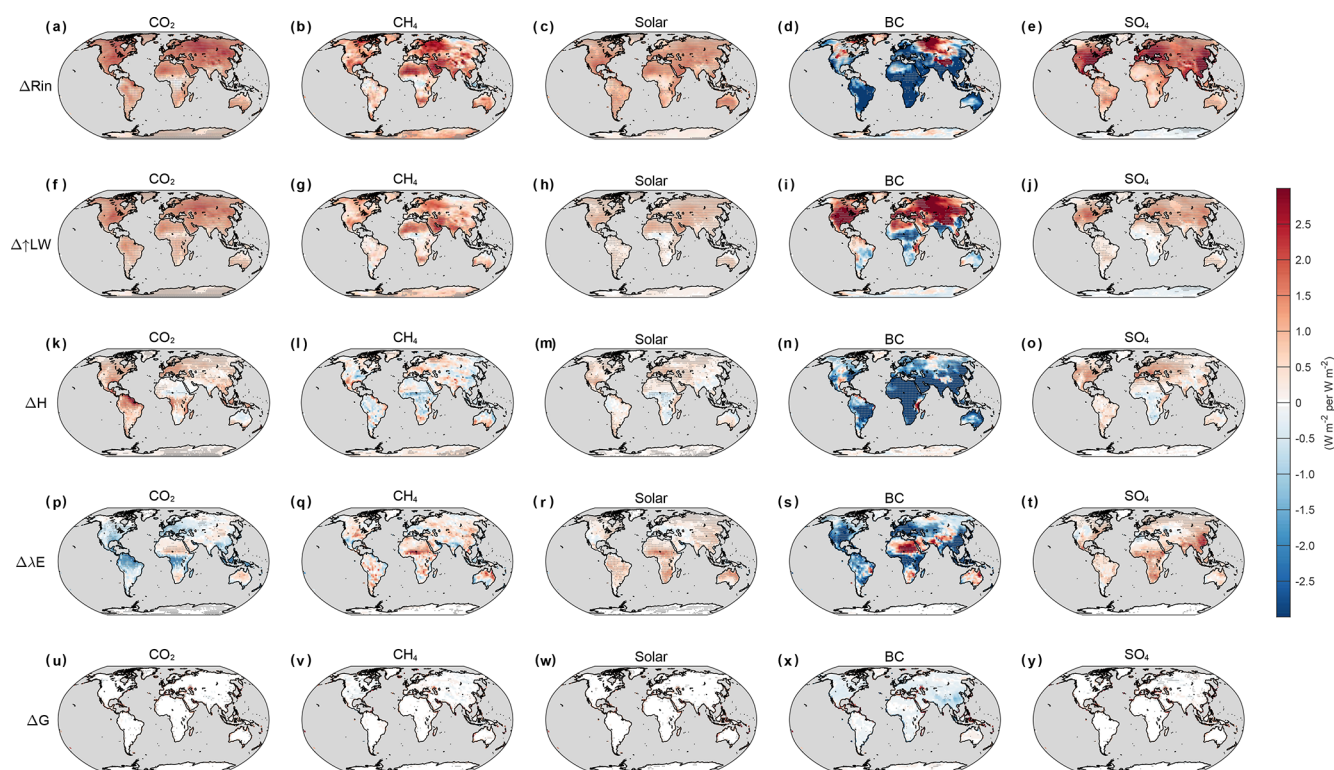 (a) CO₂ (b) CH₄ (c) Solar (d) BC (e) SO₄
ΔRin
(f) CO₂ (g) CH₄ (h) Solar (i) BC (j) SO₄
Δ↑LW
(k) CO₂ (l) CH₄ (m) Solar (n) BC (o) SO₄
ΔH
(p) CO₂ (q) CH₄ (r) Solar (s) BC (t) SO₄
ΔλE
(u) CO₂ (v) CH₄ (w) Solar (x) BC (y) SO₄
ΔG
2.5
2.0
1.5
1.0
0.5
0
-0.5
-1.0
-1.5
-2.0
-2.5
(W m⁻² per W m⁻²)